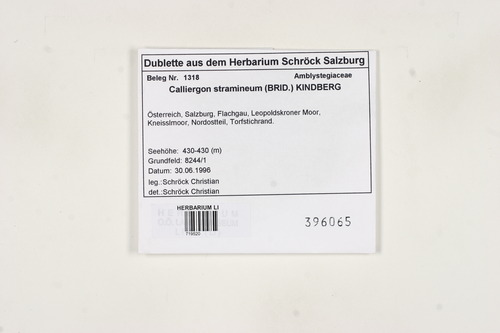 Dublette aus dem Herbarium Schröck Salzburg
Beleg Nr. 1318 Amblystegiaceae
Calliergon stramineum (BRID.) KINDBERG
Österreich, Salzburg, Flachgau, Leopoldskroner Moor,
Kneisslmoor, Nordostteil, Torfstichrand.
Seehöhe: 430-430 (m)
Grundfeld: 8244/1
Datum: 30.06.1996
leg.:Schröck Christian
det.:Schröck Christian
HERBARIUM LI
719520
396065